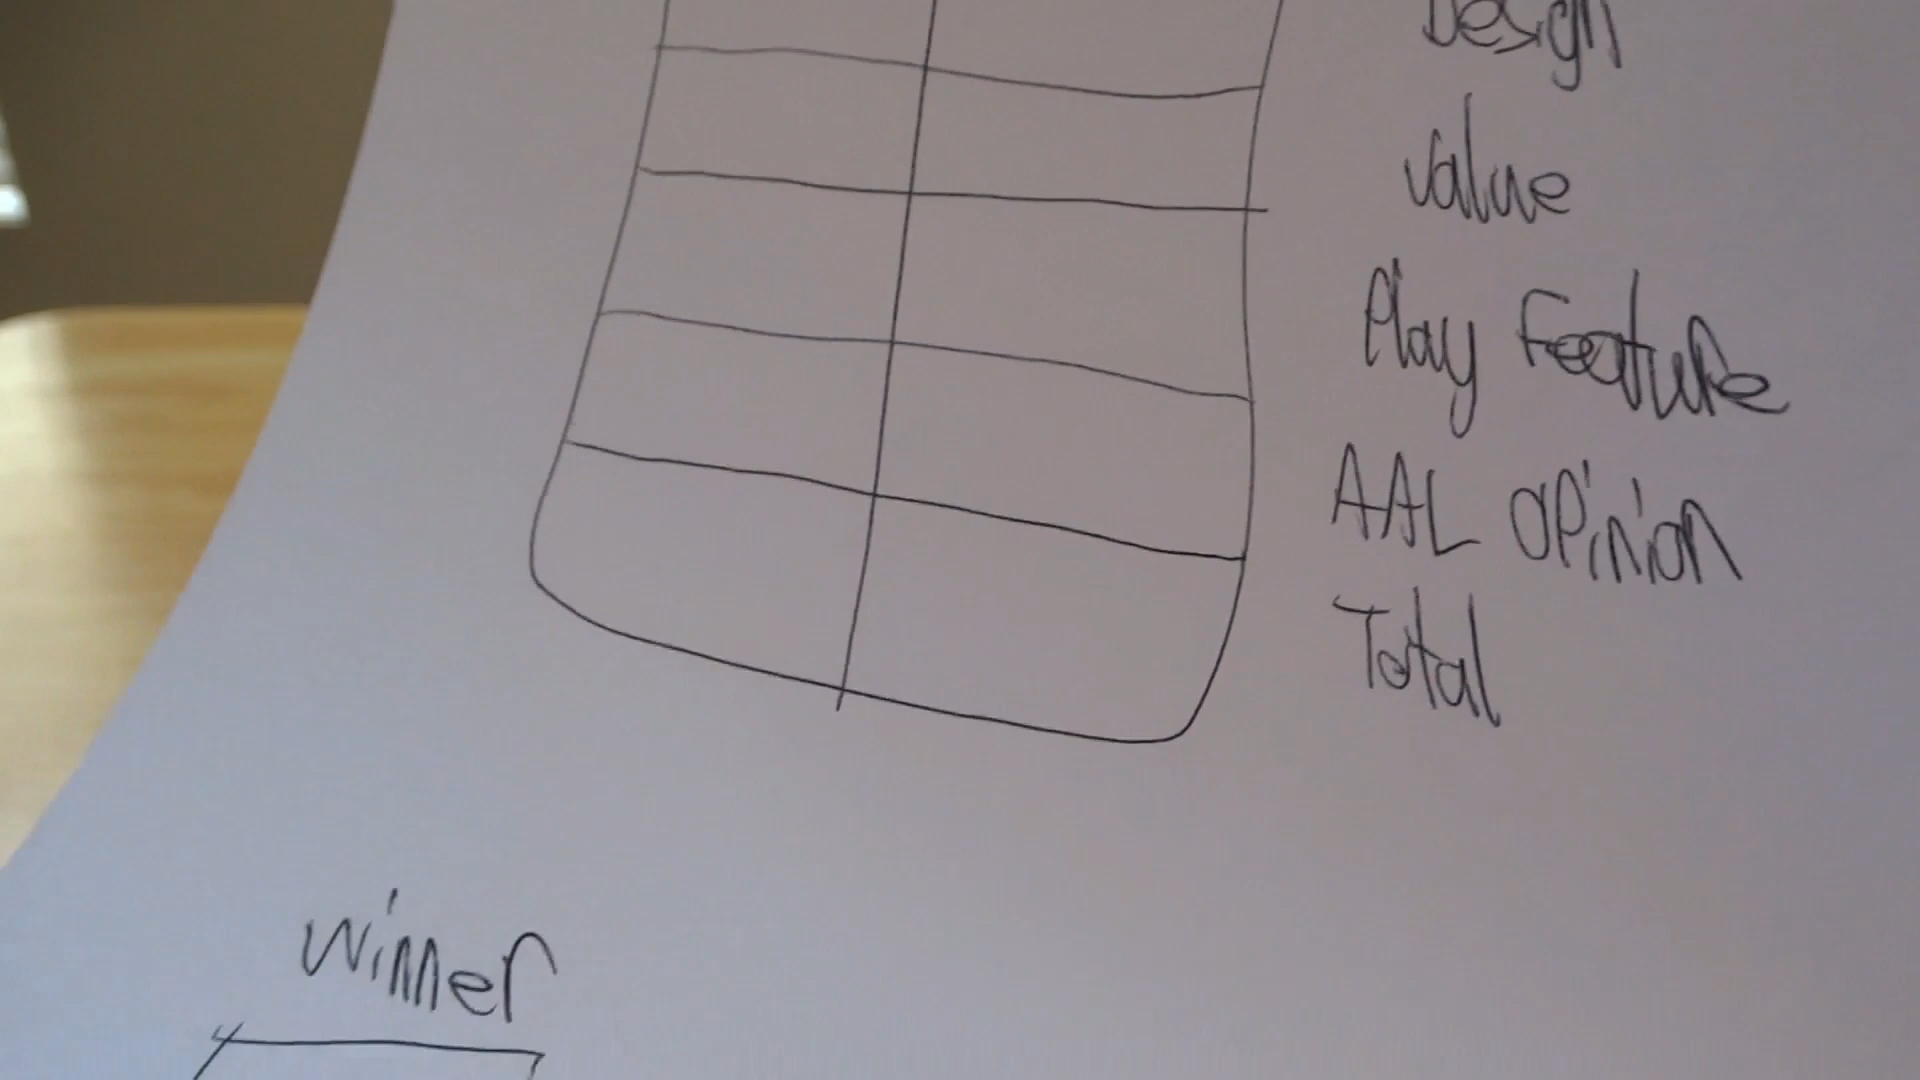 Design
value
Play Feature
AAL opinion
Total
winner